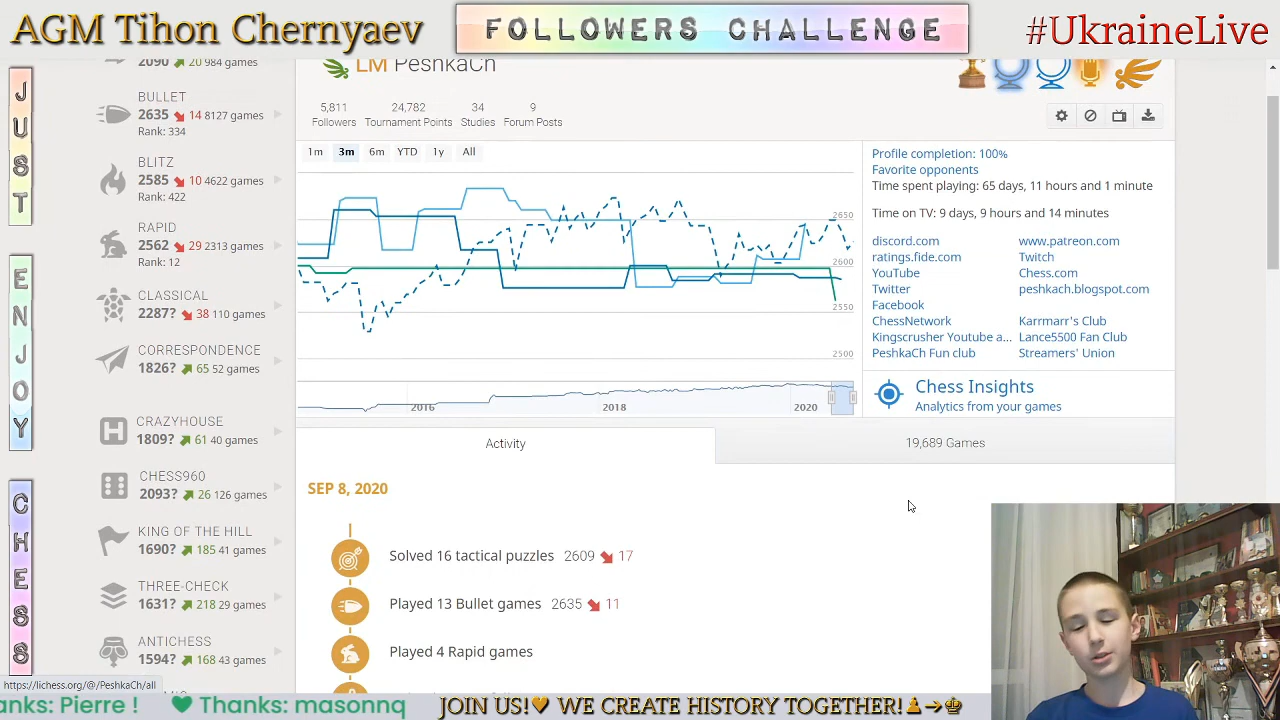 AGM Tihon Chernyaev
FOLLOWERS CHALLENGE
#UkraineLive
JUST
ENJOY
CHESS
2090 20 984 games
BULLET
2635 14 8127 games
Rank: 334
BLITZ
2585 10 4622 games
Rank: 422
RAPID
2562 29 2313 games
Rank: 12
CLASSICAL
2287? 38 110 games
CORRESPONDENCE
1826? 65 52 games
CRAZYHOUSE
1809? 61 40 games
CHESS960
2093? 26 126 games
KING OF THE HILL
1690? 185 41 games
THREE-CHECK
1631? 218 29 games
ANTICHESS
1594? 168 43 games
https://lichess.org/@/PeshkaCh/all
LM PeshkaCh
5,811 24,782 34 9
Followers Tournament Points Studies Forum Posts
1m 3m 6m YTD 1y All
2650
2600
2550
2500
2016 2018 2020
Profile completion: 100%
Favorite opponents
Time spent playing: 65 days, 11 hours and 1 minute
Time on TV: 9 days, 9 hours and 14 minutes
discord.com www.patreon.com
ratings.fide.com Twitch
YouTube Chess.com
Twitter peshkach.blogspot.com
Facebook
ChessNetwork Karrmarr's Club
Kingscrusher Youtube a... Lance5500 Fan Club
PeshkaCh Fun club Streamers' Union
Chess Insights
Analytics from your games
Activity 19,689 Games
SEP 8, 2020
Solved 16 tactical puzzles 2609 17
Played 13 Bullet games 2635 11
Played 4 Rapid games
anks: Pierre ! ♥ Thanks: masonnq
JOIN US!♥ WE CREATE HISTORY TOGETHER!♟→♚